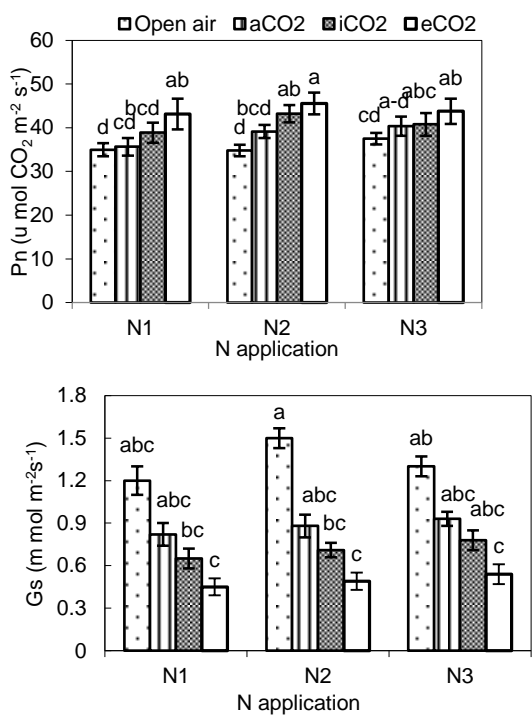 Open air aCO2 iCO2 eCO2
60
50
40
30
20
10
0
Pn (u mol CO₂ m⁻² s⁻¹)
d cd bcd ab
d bcd ab a
cd a-d abc ab
N1 N2 N3
N application
1.8
1.5
1.2
0.9
0.6
0.3
0
Gs (m mol m⁻²s⁻¹)
abc abc bc c
a abc bc c
ab abc abc c
N1 N2 N3
N application